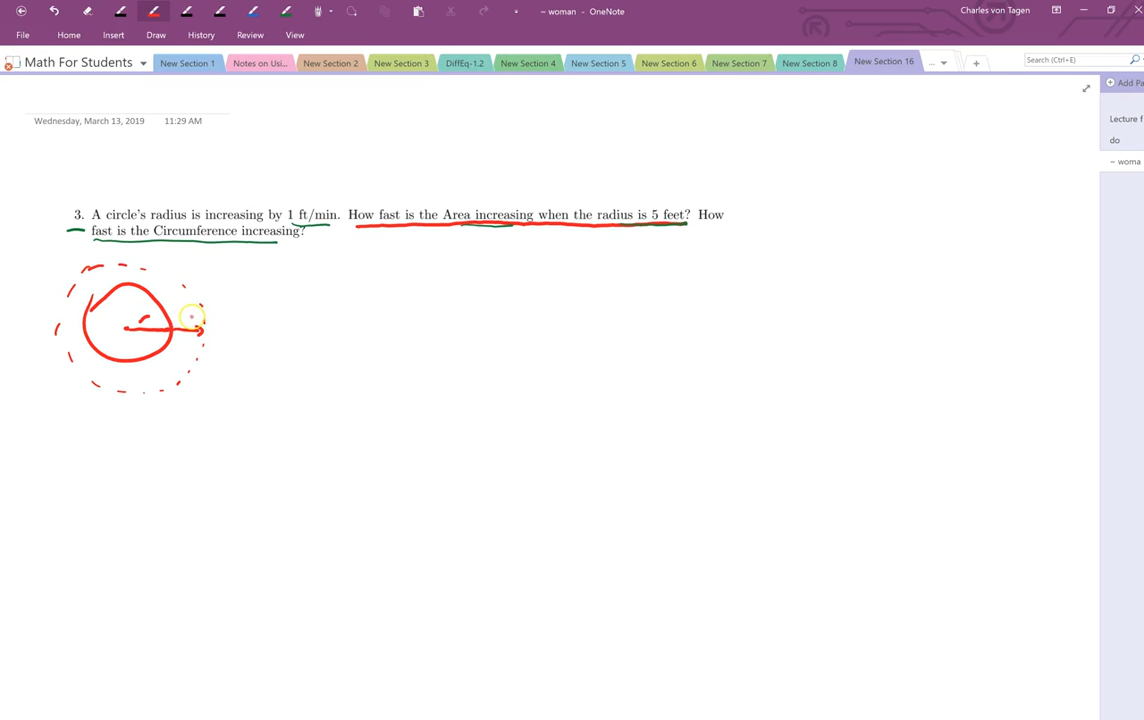 ~ woman - OneNote
Charles von Tagen
File Home Insert Draw History Review View
Math For Students
New Section 1 Notes on Usi... New Section 2 New Section 3 DiffEq-1.2 New Section 4 New Section 5 New Section 6 New Section 7 New Section 8 New Section 16 ...
Search (Ctrl+E)
Add Pa
Wednesday, March 13, 2019 11:29 AM
Lecture f
do
~ woma
3. A circle's radius is increasing by 1 ft/min. How fast is the Area increasing when the radius is 5 feet? How
fast is the Circumference increasing?
r